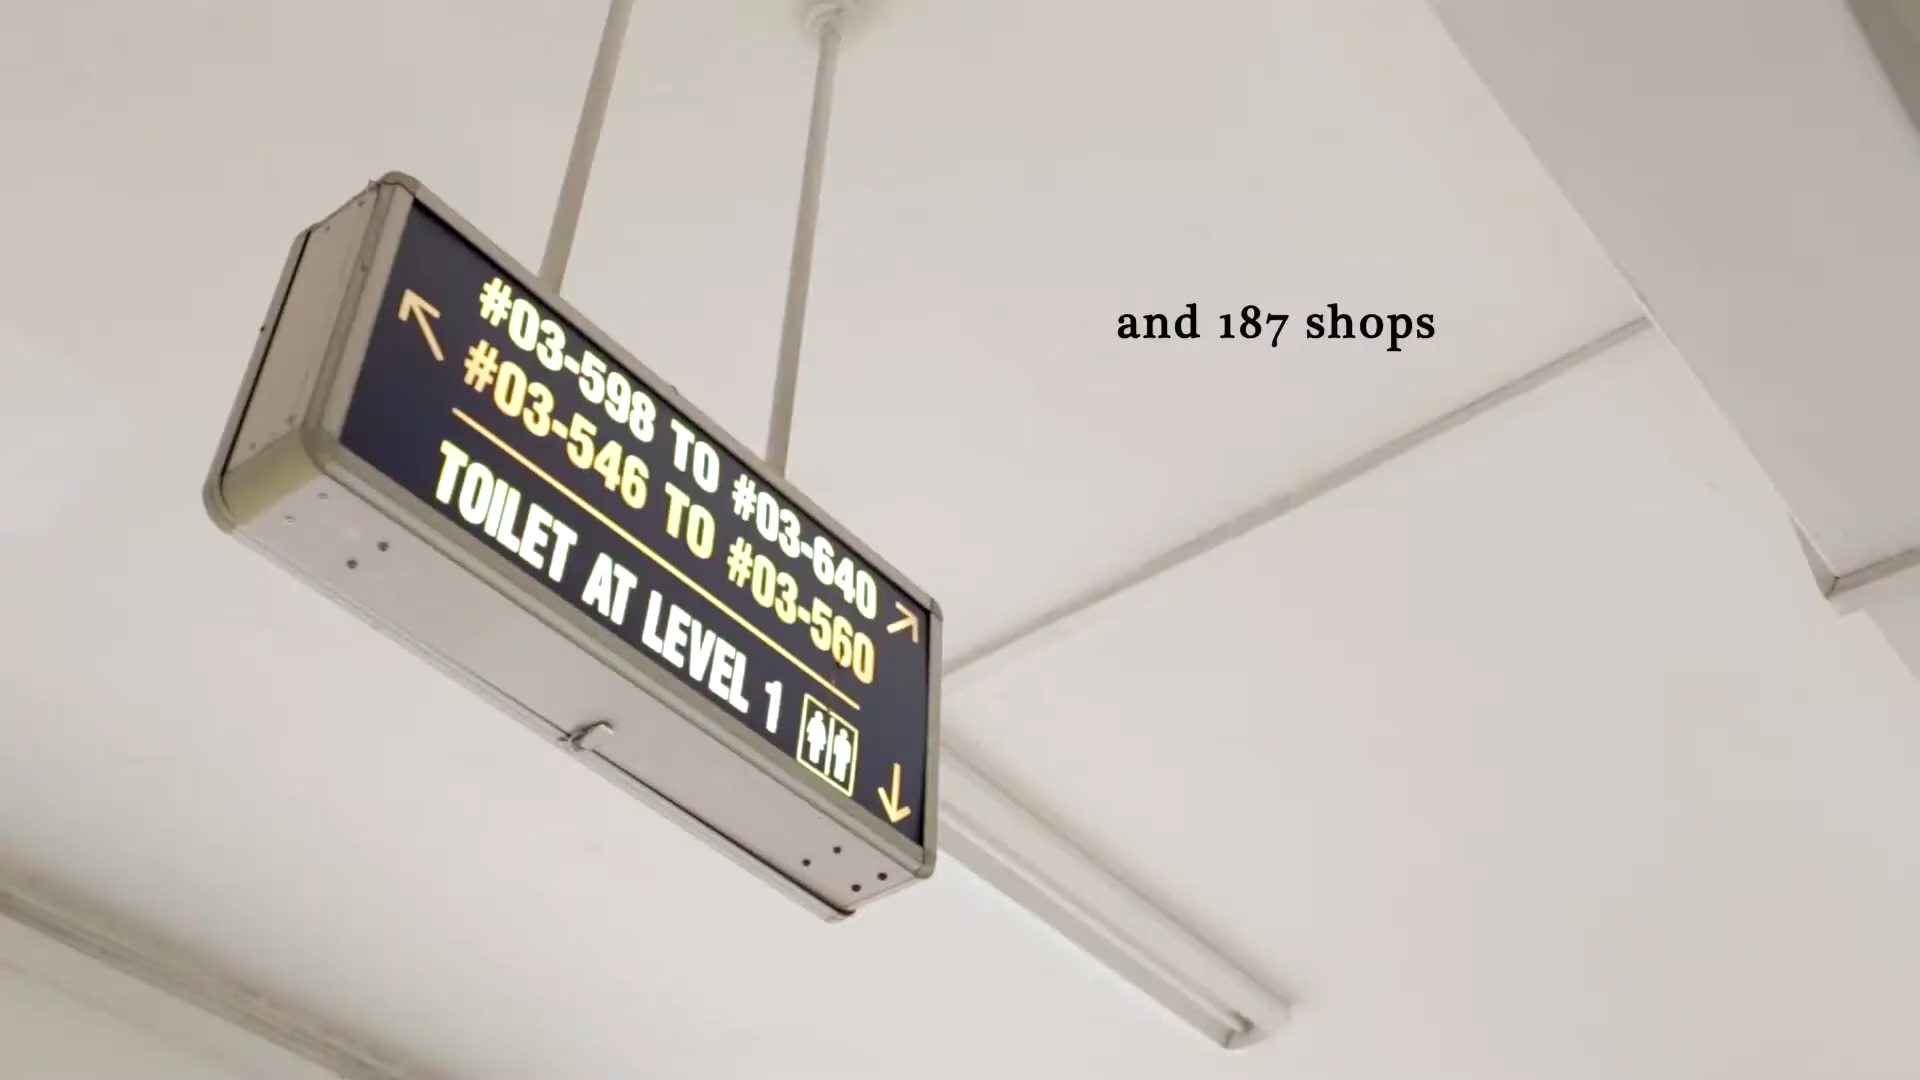 #03-598 TO #03-640
#03-546 TO #03-560
TOILET AT LEVEL 1
and 187 shops